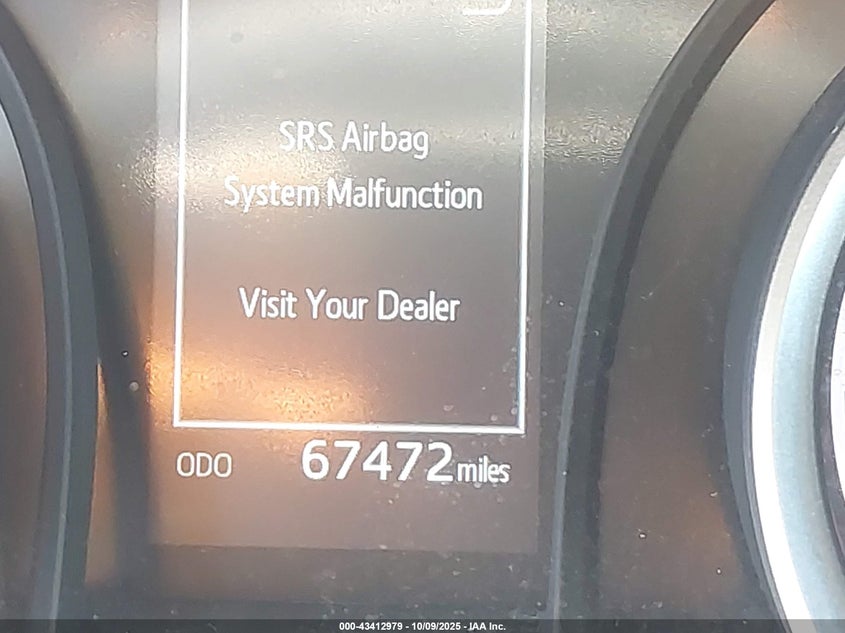 SRS Airbag
System Malfunction
Visit Your Dealer
ODO 67472 miles
000-43412979 - 10/09/2025 - IAA Inc.